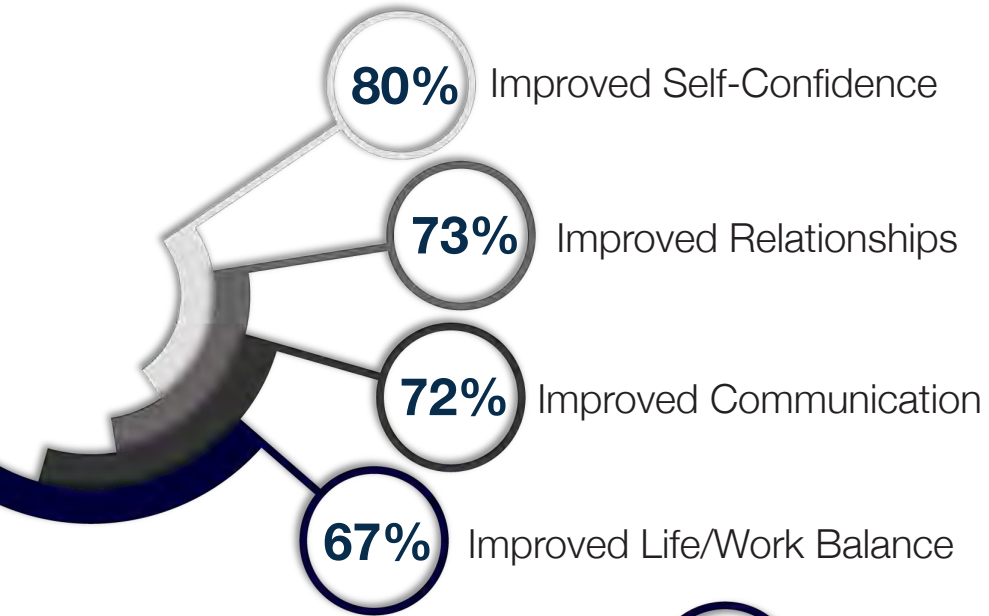 80% Improved Self-Confidence
73% Improved Relationships
72% Improved Communication
67% Improved Life/Work Balance